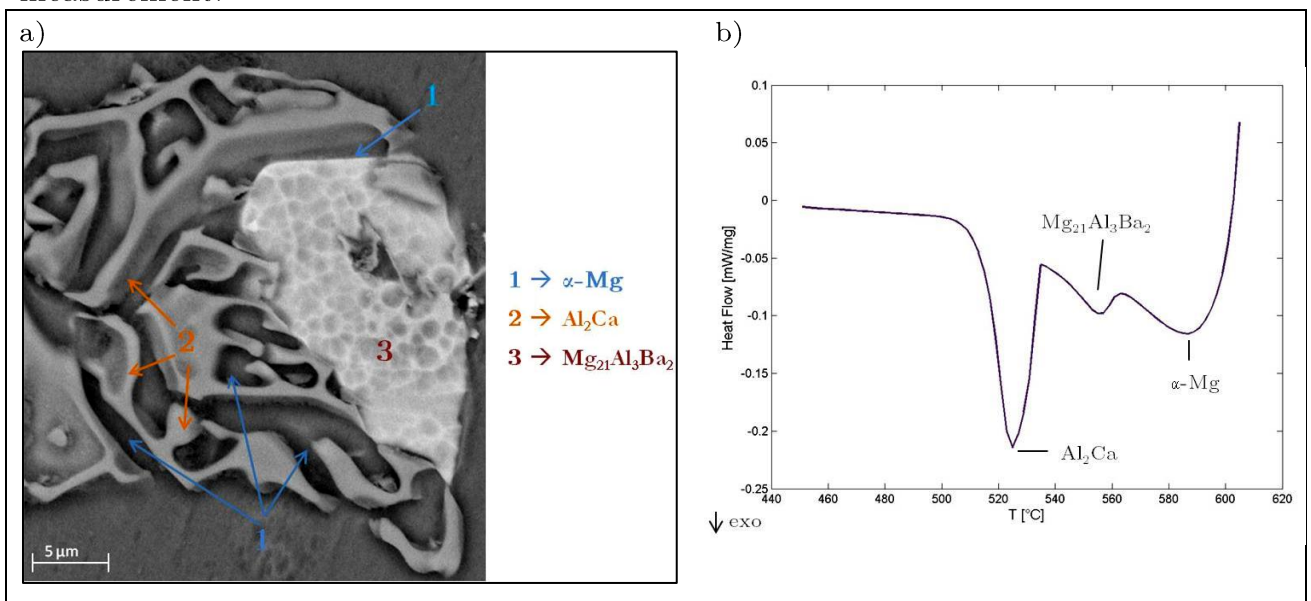 a)
b)
1
2
3
1
5 µm
1 → α-Mg
2 → Al₂Ca
3 → Mg₂₁Al₃Ba₂
0.1
0.05
0
-0.05
-0.1
-0.15
-0.2
-0.25
Heat Flow [mW/mg]
Mg₂₁Al₃Ba₂
α-Mg
Al₂Ca
440 460 480 500 520 540 560 580 600 620
T [°C]
↓ exo